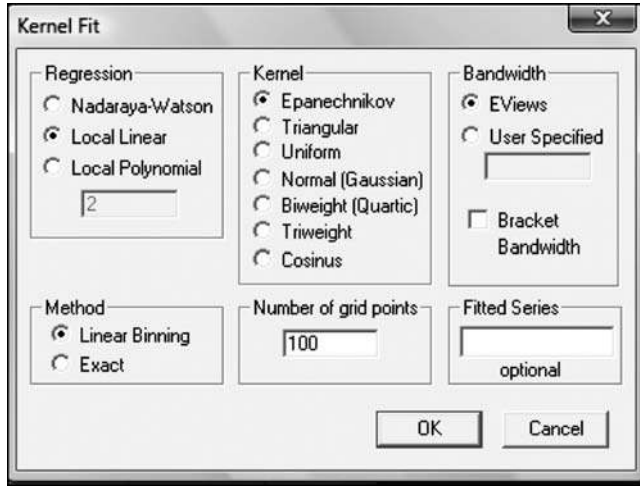 Kernel Fit
Regression
Nadaraya-Watson
Local Linear
Local Polynomial
2
Kernel
Epanechnikov
Triangular
Uniform
Normal (Gaussian)
Biweight (Quartic)
Triweight
Cosinus
Bandwidth
EViews
User Specified
Bracket
Bandwidth
Method
Linear Binning
Exact
Number of grid points
100
Fitted Series
optional
OK
Cancel